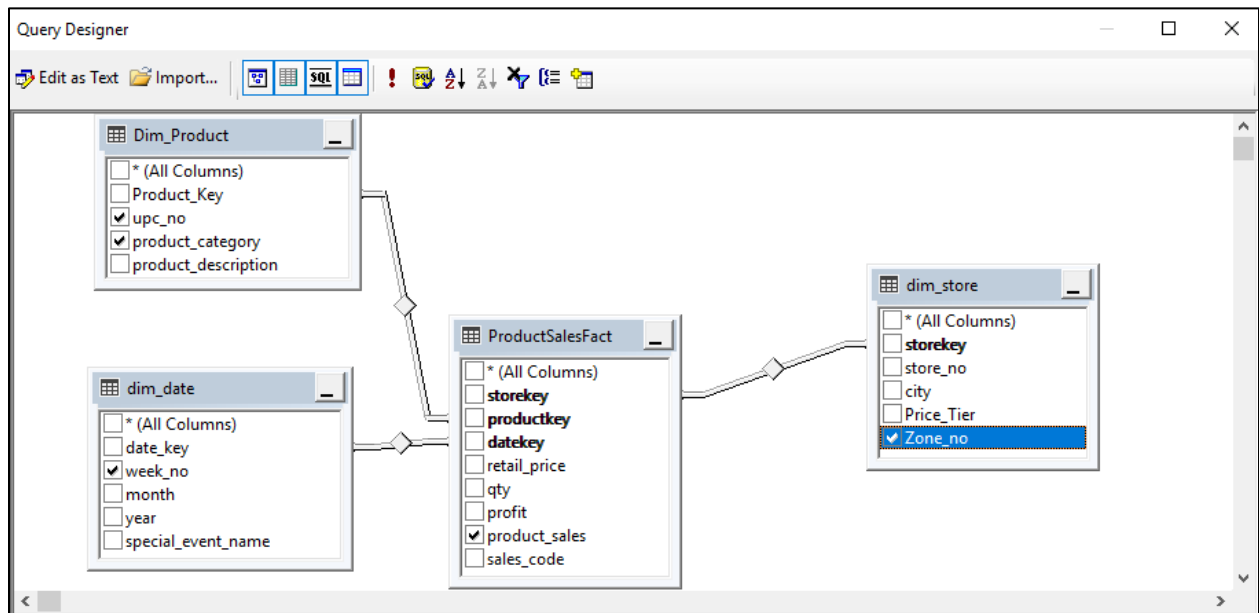 Query Designer
Edit as Text Import... SQL SQL A Z Z A
Dim_Product
* (All Columns)
Product_Key
upc_no
product_category
product_description
dim_date
* (All Columns)
date_key
week_no
month
year
special_event_name
ProductSalesFact
* (All Columns)
storekey
productkey
datekey
retail_price
qty
profit
product_sales
sales_code
dim_store
* (All Columns)
storekey
store_no
city
Price_Tier
Zone_no